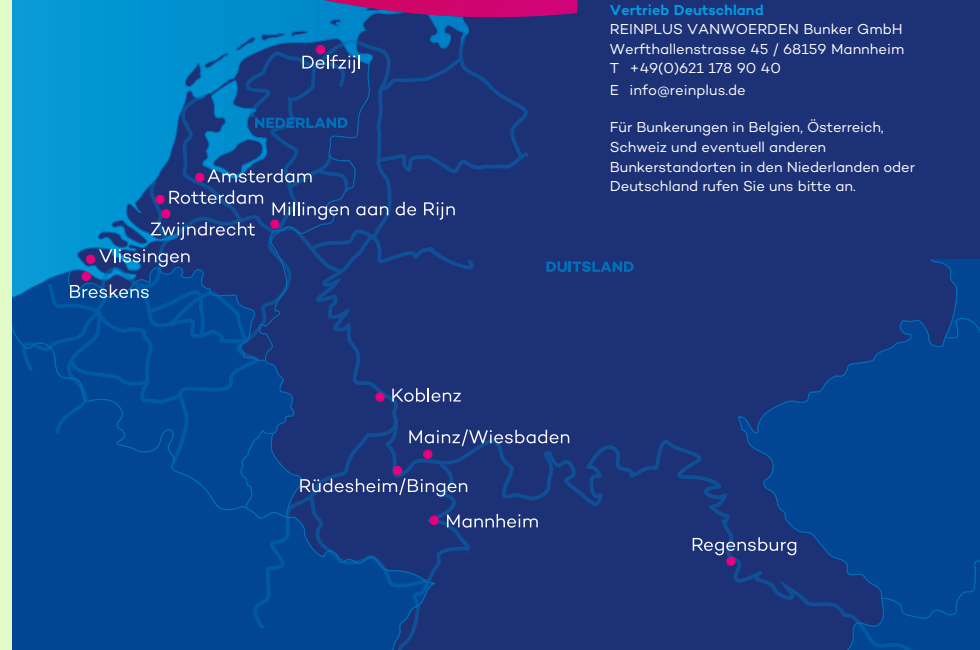 Vertrieb Deutschland
REINPLUS VANWOERDEN Bunker GmbH
Werfthallenstrasse 45 / 68159 Mannheim
T +49(0)621 178 90 40
E info@reinplus.de
Für Bunkerungen in Belgien, Österreich,
Schweiz und eventuell anderen
Bunkerstandorten in den Niederlanden oder
Deutschland rufen Sie uns bitte an.
Delfzijl
NEDERLAND
Amsterdam
Rotterdam
Millingen aan de Rijn
Zwijndrecht
Vlissingen
DUITSLAND
Breskens
Koblenz
Mainz/Wiesbaden
Rüdesheim/Bingen
Mannheim
Regensburg